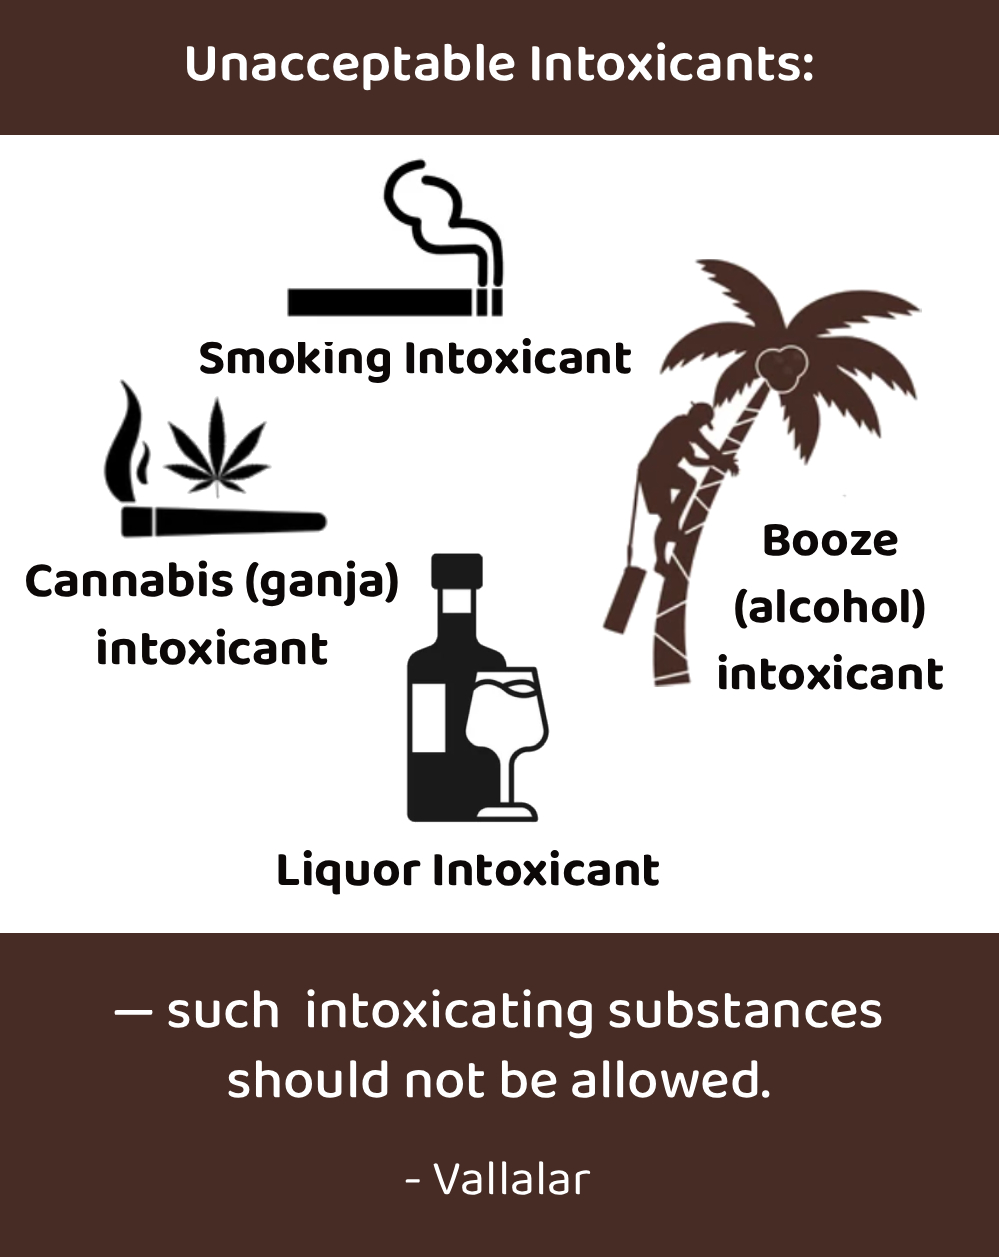 Unacceptable Intoxicants:
Smoking Intoxicant
Cannabis (ganja)
intoxicant
Booze
(alcohol)
intoxicant
Liquor Intoxicant
— such intoxicating substances
should not be allowed.
- Vallalar